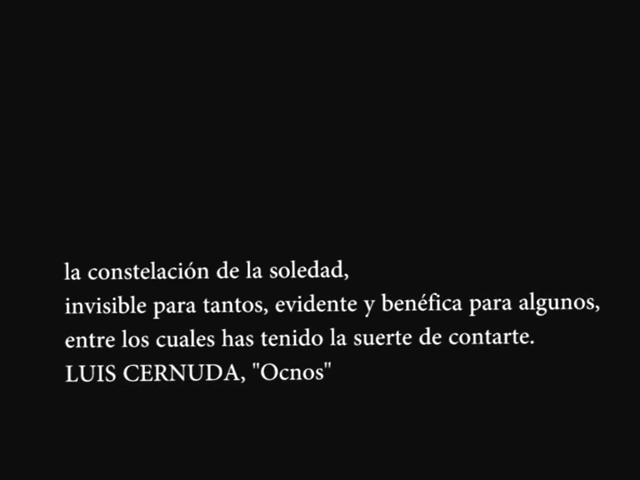 la constelación de la soledad,
invisible para tantos, evidente y benéfica para algunos,
entre los cuales has tenido la suerte de contarte.
LUIS CERNUDA, "Ocnos"